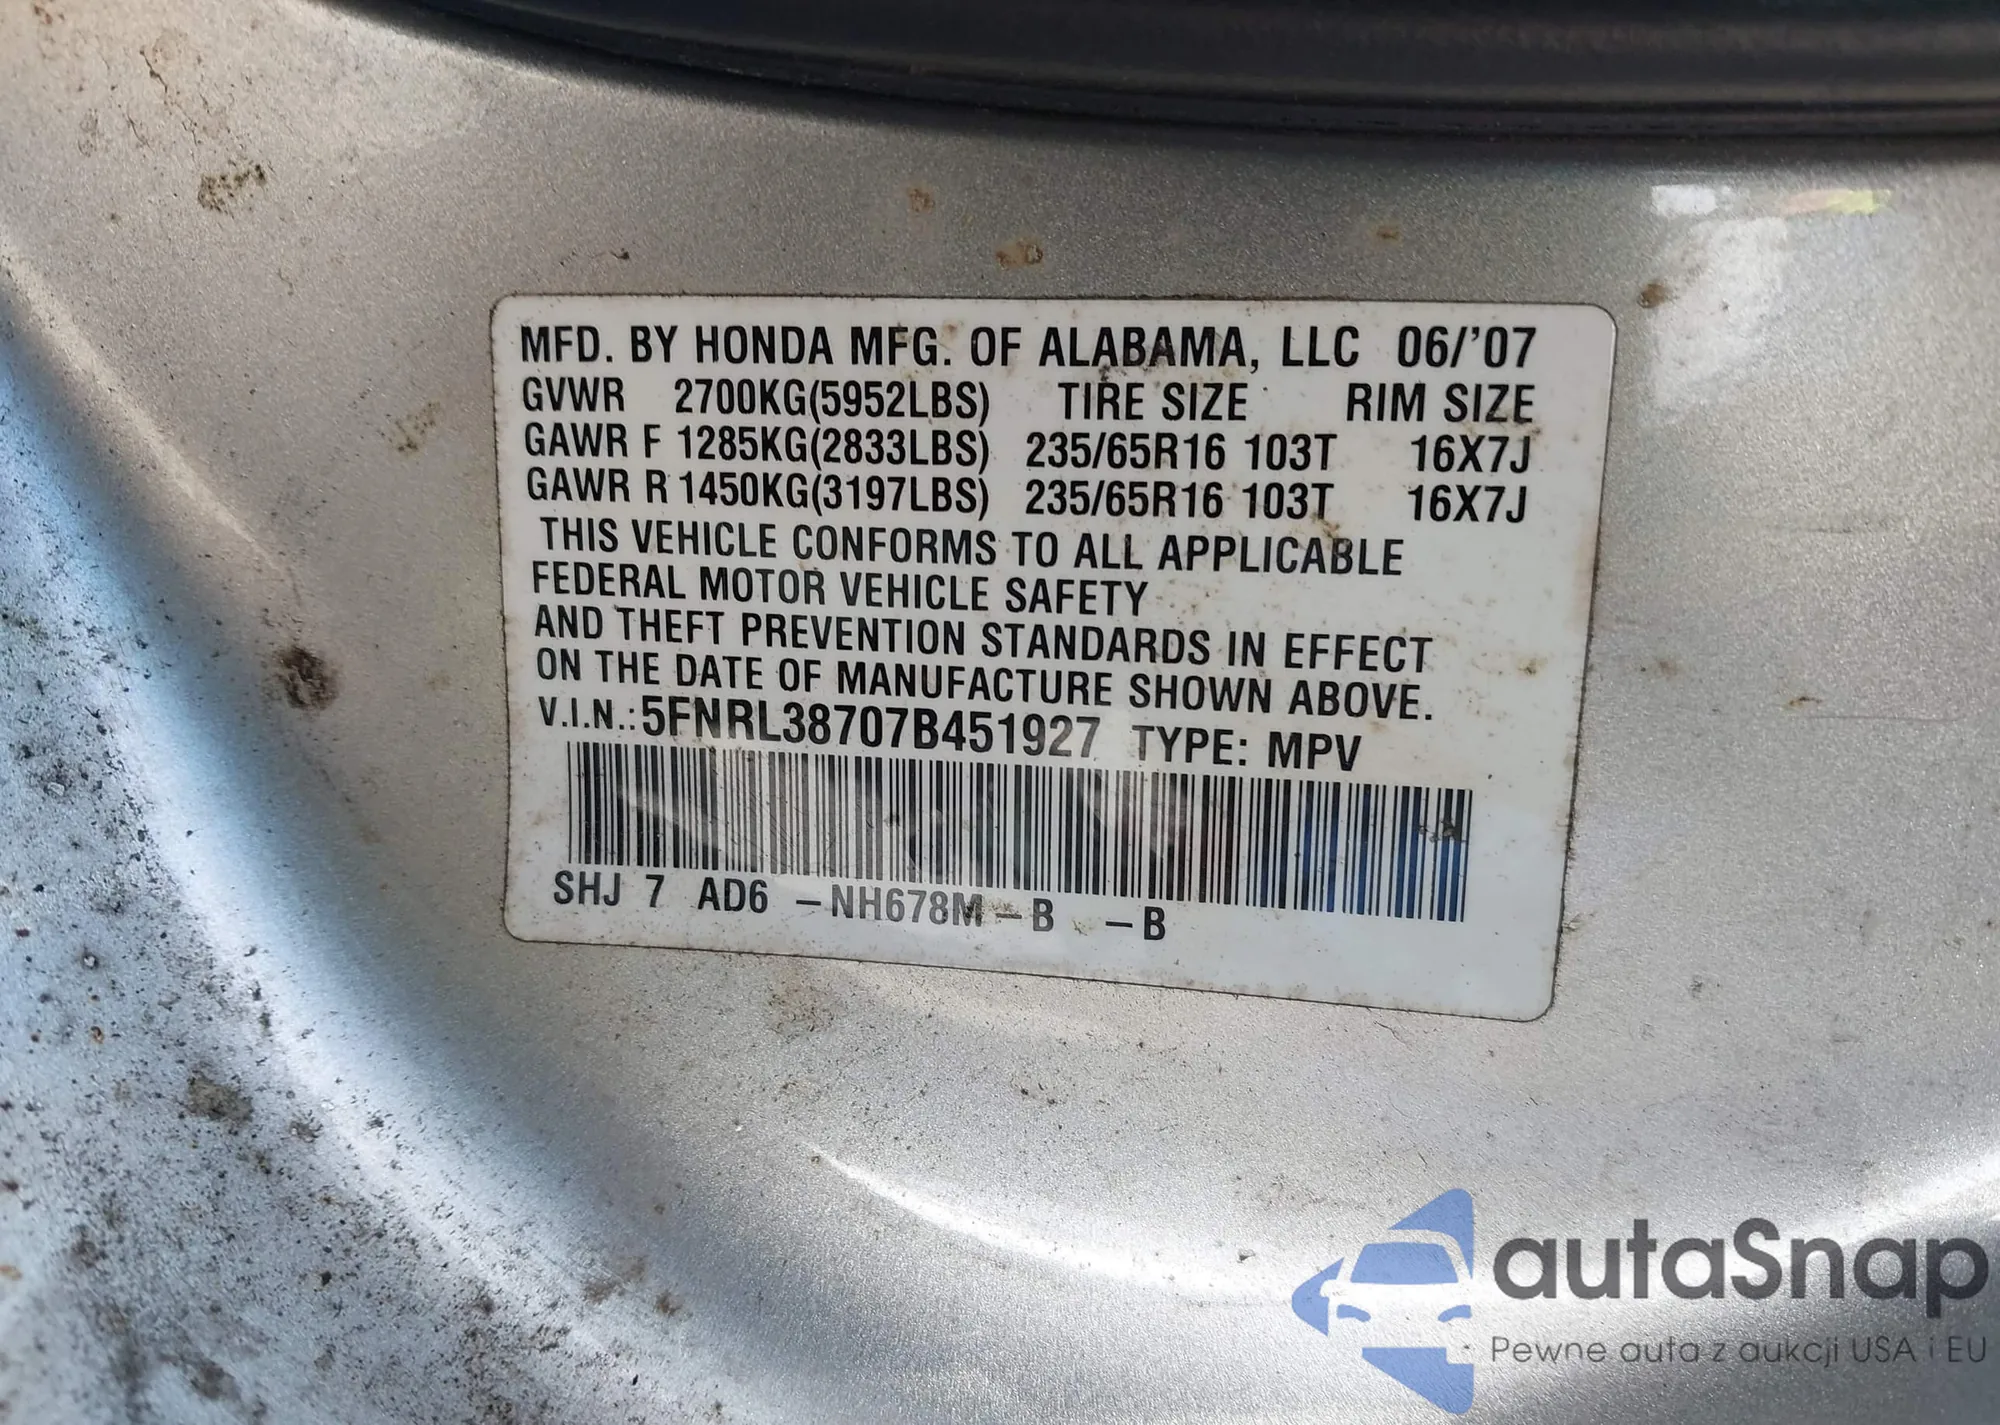 MFD. BY HONDA MFG. OF ALABAMA, LLC 06/'07
GVWR 2700KG(5952LBS) TIRE SIZE RIM SIZE
GAWR F 1285KG(2833LBS) 235/65R16 103T 16X7J
GAWR R 1450KG(3197LBS) 235/65R16 103T 16X7J
THIS VEHICLE CONFORMS TO ALL APPLICABLE
FEDERAL MOTOR VEHICLE SAFETY
AND THEFT PREVENTION STANDARDS IN EFFECT
ON THE DATE OF MANUFACTURE SHOWN ABOVE.
V.I.N.: 5FNRL38707B451927 TYPE: MPV
SHJ 7 AD6 -NH678M-B -B
autaSnap
Pewne auta z aukcji USA i EU